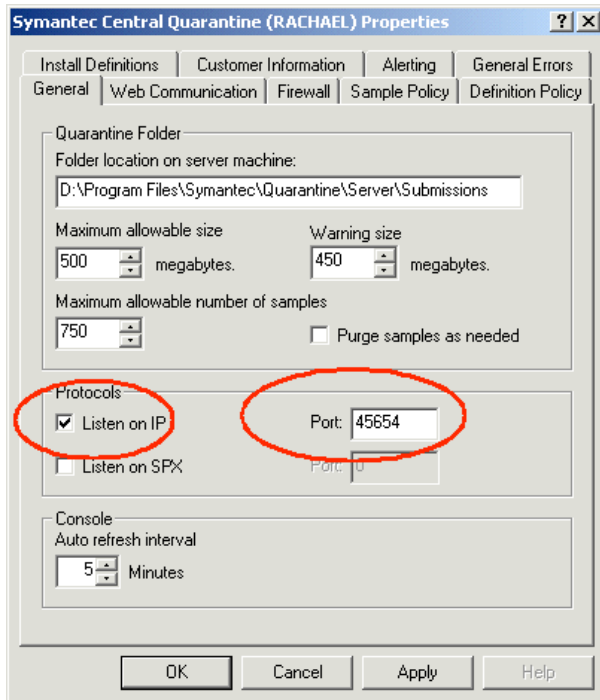 Symantec Central Quarantine (RACHAEL) Properties
Install Definitions Customer Information Alerting General Errors
General Web Communication Firewall Sample Policy Definition Policy
Quarantine Folder
Folder location on server machine:
D:\Program Files\Symantec\Quarantine\Server\Submissions
Maximum allowable size Warning size
500 megabytes. 450 megabytes.
Maximum allowable number of samples
750 Purge samples as needed
Protocols
Listen on IP Port: 45654
Listen on SPX Port: 0
Console
Auto refresh interval
5 Minutes
OK Cancel Apply Help